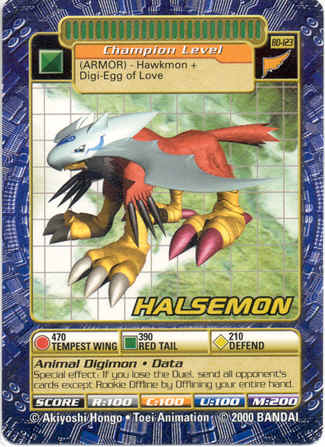 BO-123
Champion Level
(ARMOR) - Hawkmon +
Digi-Egg of Love
HALSEMON
470
TEMPEST WING
390
RED TAIL
210
DEFEND
Animal Digimon • Data
Special effect: If you lose the Duel, send all opponent's
cards except Rookie Offline by Offlining your entire hand.
SCORE R:100 C:100 U:100 M:200
© Akiyoshi Hongo • Toei Animation © 2000 BANDAI